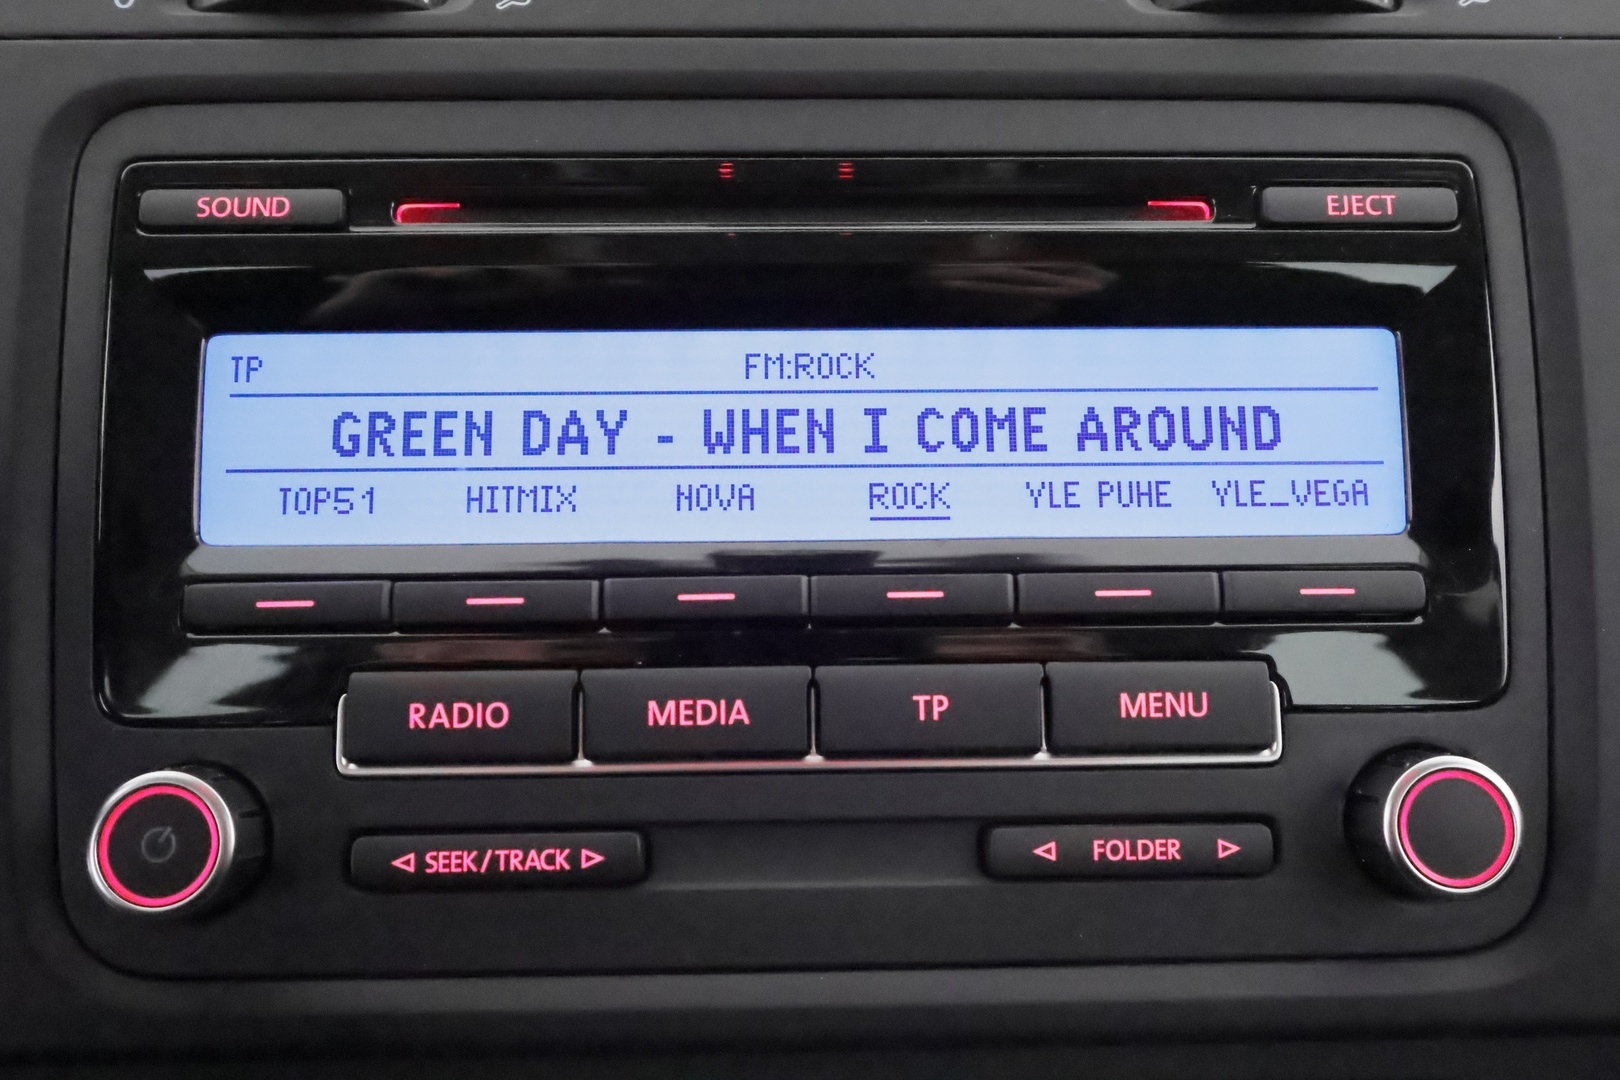 SOUND
EJECT
TP FM:ROCK
GREEN DAY - WHEN I COME AROUND
TOP51 HITMIX NOVA ROCK YLE PUHE YLE_VEGA
RADIO MEDIA TP MENU
SEEK/TRACK
FOLDER